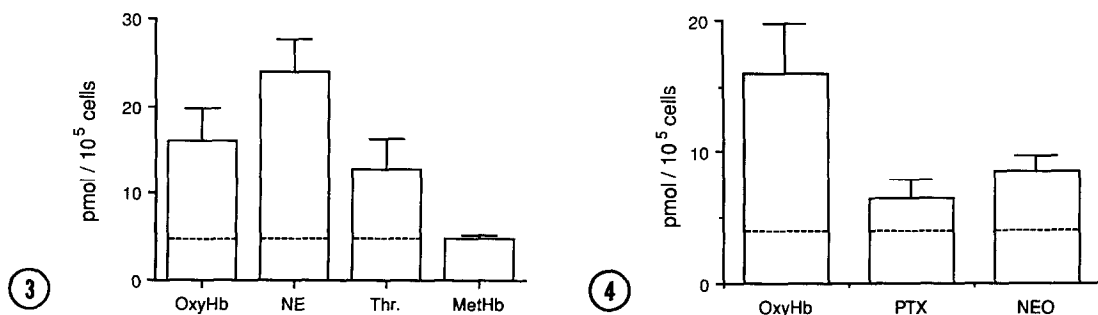 30
20
10
0
pmol / 10⁵ cells
OxyHb NE Thr. MetHb
3
20
10
0
pmol / 10⁵ cells
OxyHb PTX NEO
4